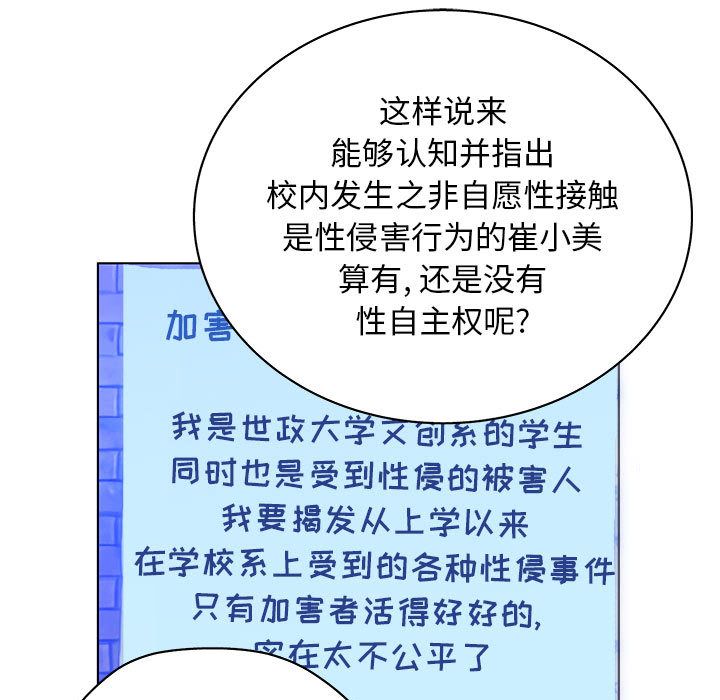 这样说来
能够认知并指出
校内发生之非自愿性接触
是性侵害行为的崔小美
算有, 还是没有
性自主权呢?
加害
我是世政大学文创系的学生
同时也是受到性侵的被害人
我要揭发从上学以来
在学校系上受到的各种性侵事件
只有加害者活得好好的,
实在太不公平了